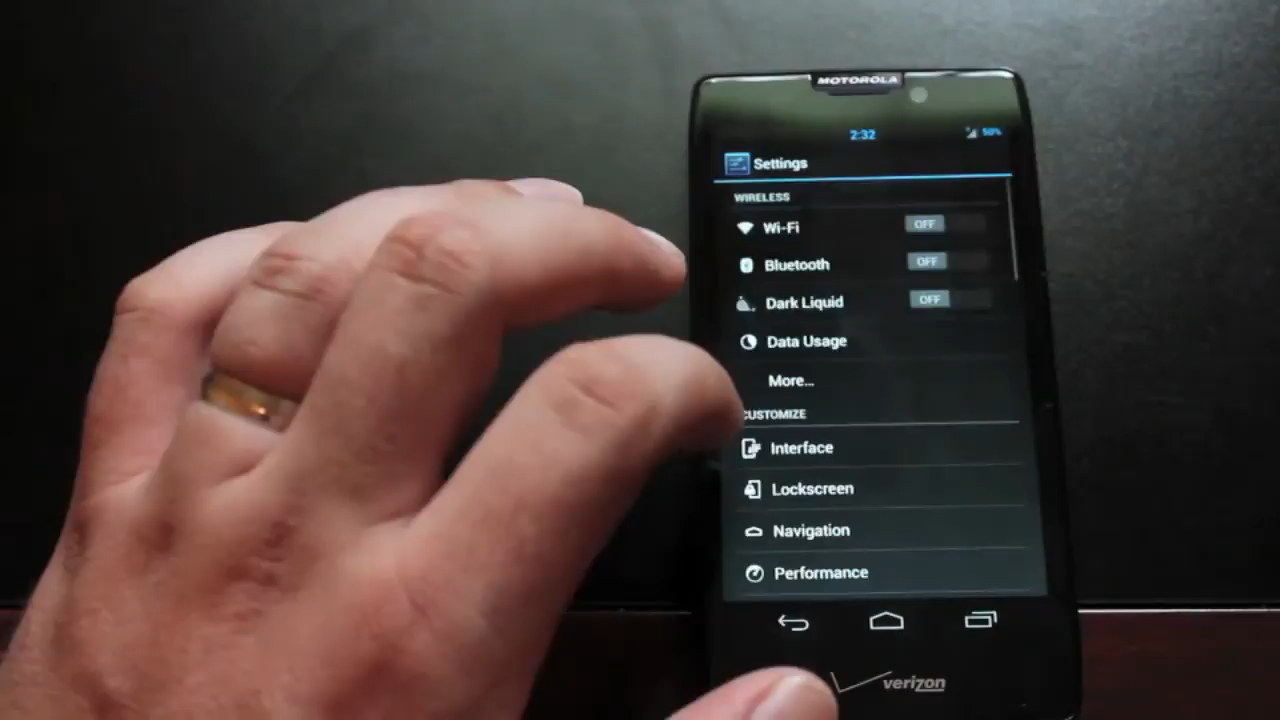 MOTOROLA
2:32
50%
Settings
WIRELESS
Wi-Fi OFF
Bluetooth OFF
Dark Liquid OFF
Data Usage
More...
CUSTOMIZE
Interface
Lockscreen
Navigation
Performance
verizon